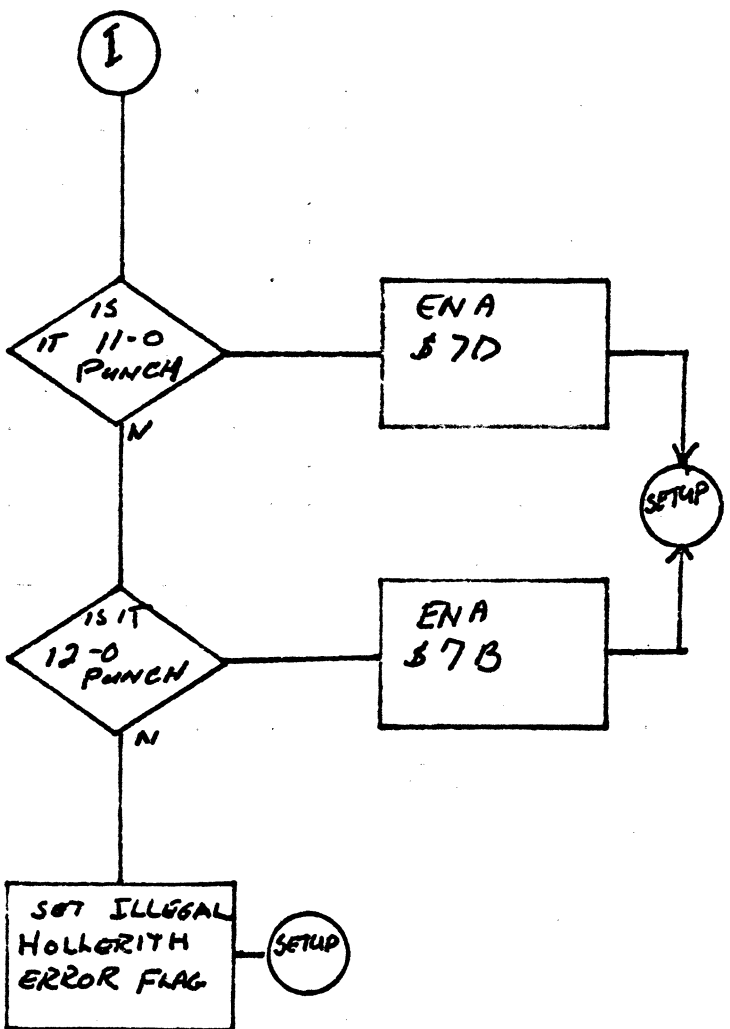 I
IS
IT 11-0
PUNCH
N
ENA
$ 7D
SETUP
IS IT
12-0
PUNCH
N
ENA
$ 7B
SET ILLEGAL
HOLLERITH
ERROR FLAG
SETUP